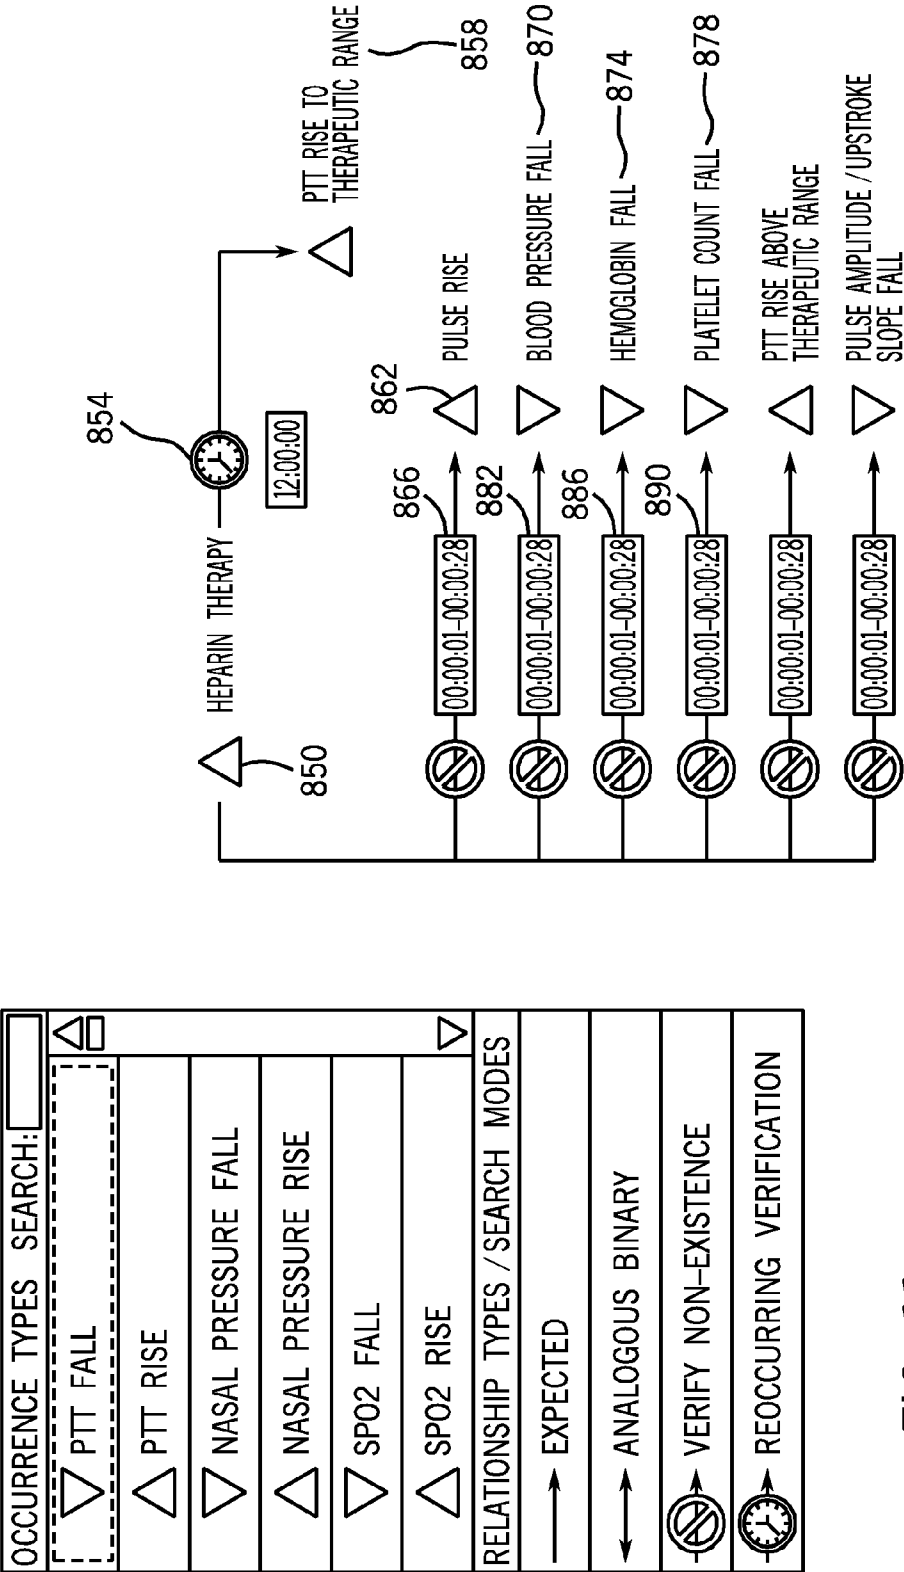 OCCURRENCE TYPES SEARCH:
PTT FALL
PTT RISE
NASAL PRESSURE FALL
NASAL PRESSURE RISE
SPO2 FALL
SPO2 RISE
RELATIONSHIP TYPES/SEARCH MODES
EXPECTED
ANALOGOUS BINARY
VERIFY NON-EXISTENCE
REOCCURRING VERIFICATION
850
HEPARIN THERAPY
854
12:00:00
PTT RISE TO
THERAPEUTIC RANGE
858
00:00:01-00:00:28
866
862
PULSE RISE
00:00:01-00:00:28
882
BLOOD PRESSURE FALL
870
00:00:01-00:00:28
886
HEMOGLOBIN FALL
874
00:00:01-00:00:28
890
PLATELET COUNT FALL
878
00:00:01-00:00:28
PTT RISE ABOVE
THERAPEUTIC RANGE
00:00:01-00:00:28
PULSE AMPLITUDE/UPSTROKE
SLOPE FALL